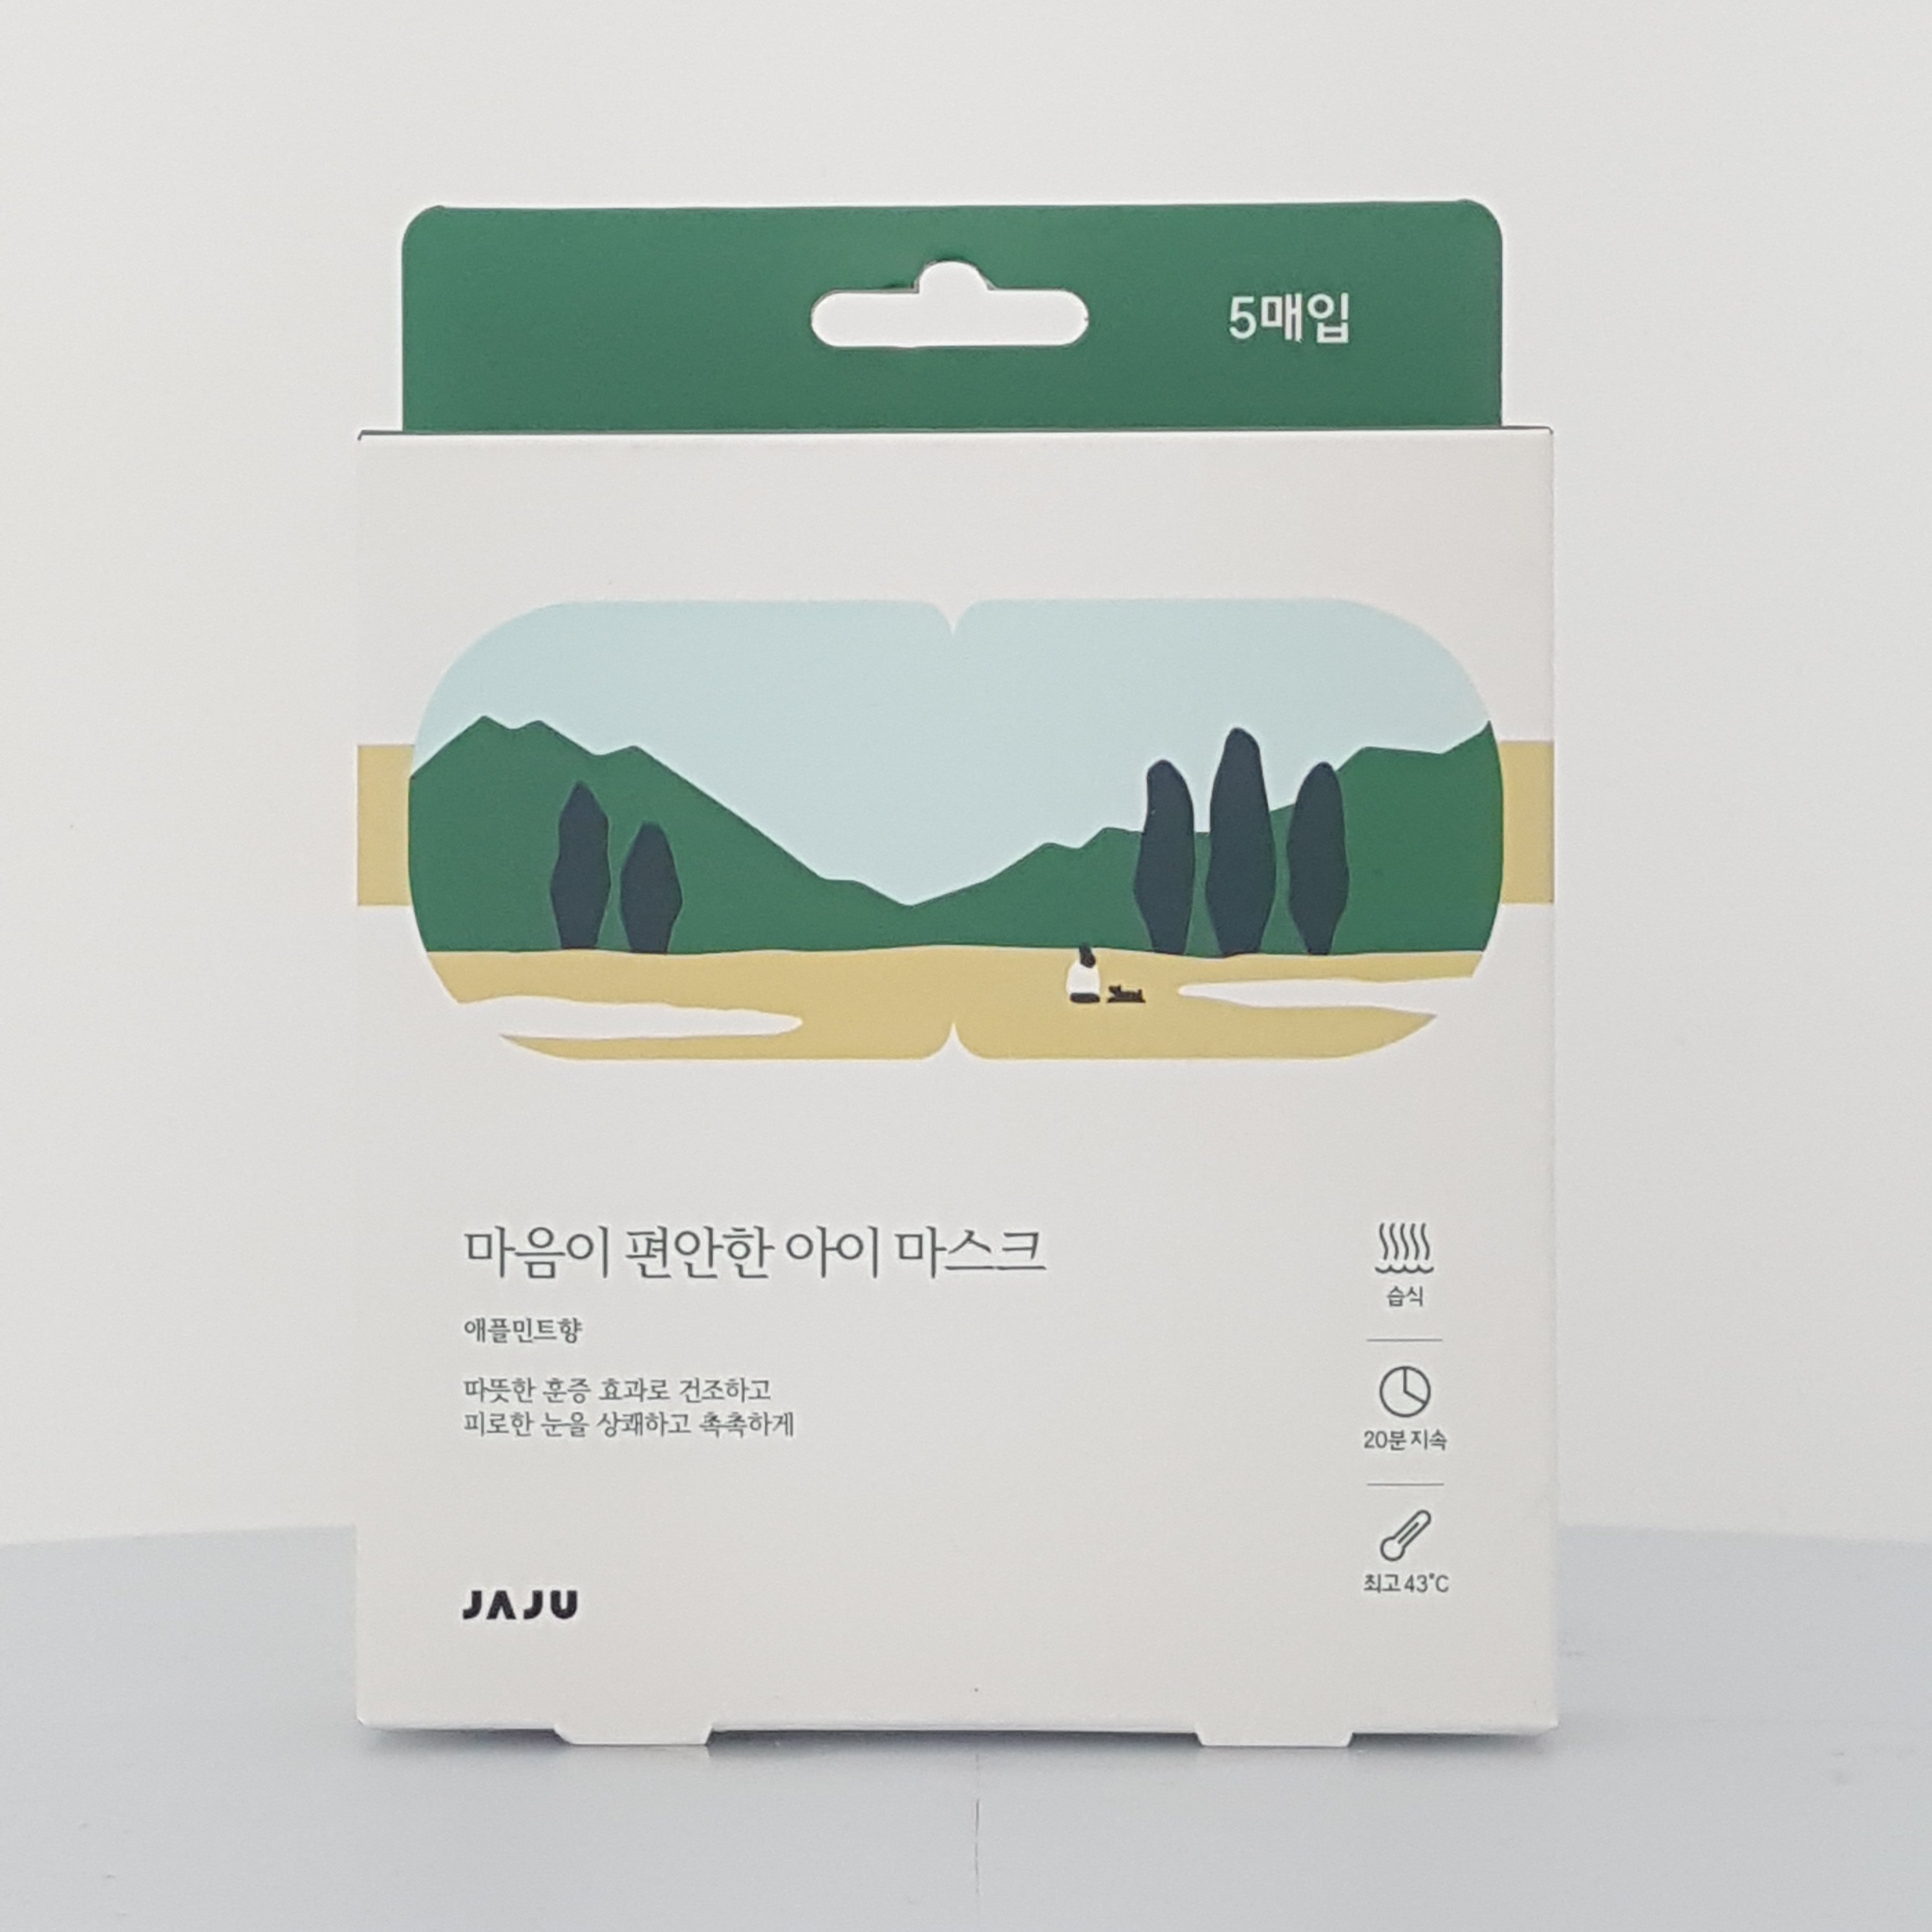 5매입
마음이 편안한 아이 마스크
애플민트향
따뜻한 훈증 효과로 건조하고
피로한 눈을 상쾌하고 촉촉하게
JAJU
습식
20분 지속
최고 43°C